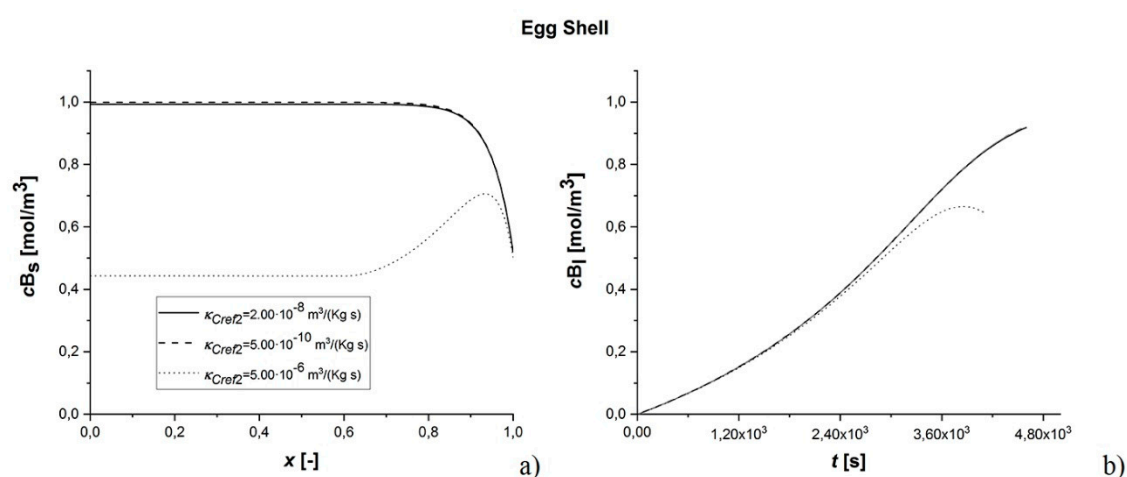 Egg Shell
cBs [mol/m³]
1,0
0,8
0,6
0,4
0,2
0,0
κCref2=2.00·10⁻⁸ m³/(Kg s)
κCref2=5.00·10⁻¹⁰ m³/(Kg s)
κCref2=5.00·10⁻⁶ m³/(Kg s)
0,0 0,2 0,4 0,6 0,8 1,0
x [-]
a)
cBl [mol/m³]
1,0
0,8
0,6
0,4
0,2
0,0
0,00 1,20x10³ 2,40x10³ 3,60x10³ 4,80x10³
t [s]
b)